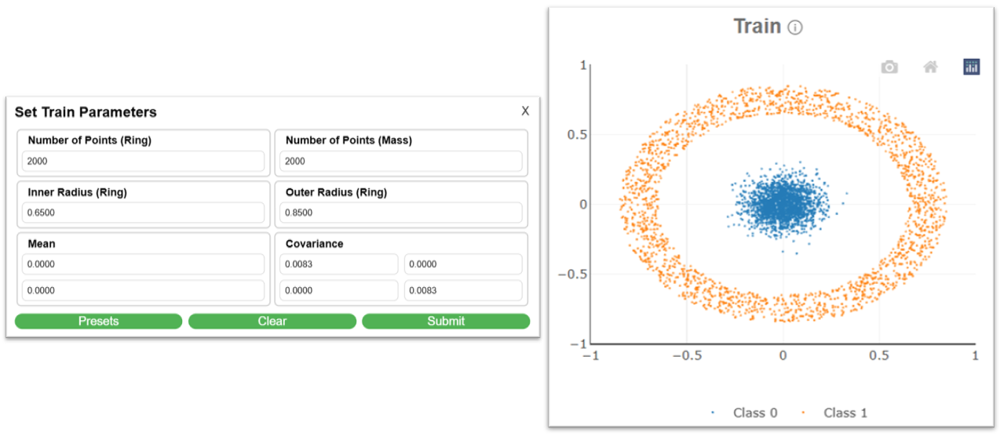 Set Train Parameters X
Number of Points (Ring) Number of Points (Mass)
2000 2000
Inner Radius (Ring) Outer Radius (Ring)
0.6500 0.8500
Mean Covariance
0.0000 0.0083 0.0000
0.0000 0.0000 0.0083
Presets Clear Submit
Train
1
0.5
0
−0.5
−1
−1 −0.5 0 0.5 1
Class 0 Class 1